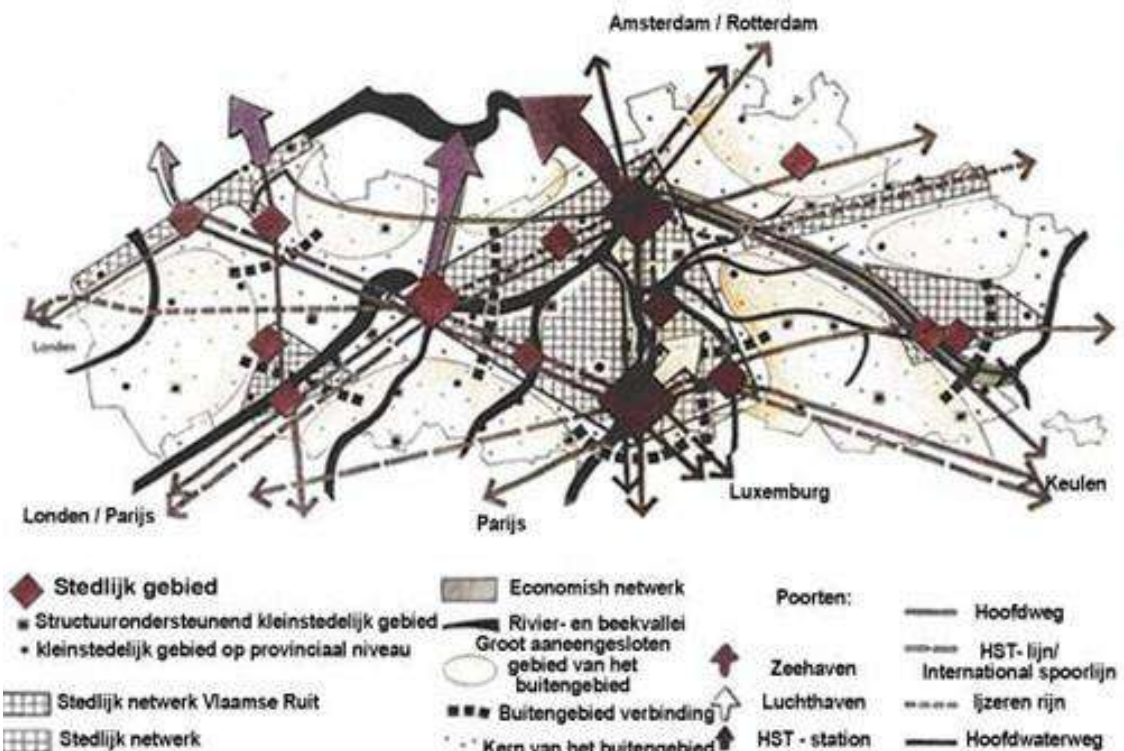 Amsterdam / Rotterdam
Londen
Londen / Parijs
Parijs
Luxemburg
Keulen
Stedlijk gebied
Structuurondersteunend kleinstedelijk gebied
kleinstedelijk gebied op provinciaal niveau
Stedlijk netwerk Vlaamse Ruit
Stedlijk netwerk
Economish netwerk
Rivier- en beekvallei
Groot aaneengesloten
gebied van het
buitengebied
Buitengebied verbinding
Kern van het buitengebied
Poorten:
Zeehaven
Luchthaven
HST - station
Hoofdweg
HST- lijn/
International spoorlijn
Ijzeren rijn
Hoofdwaterweg